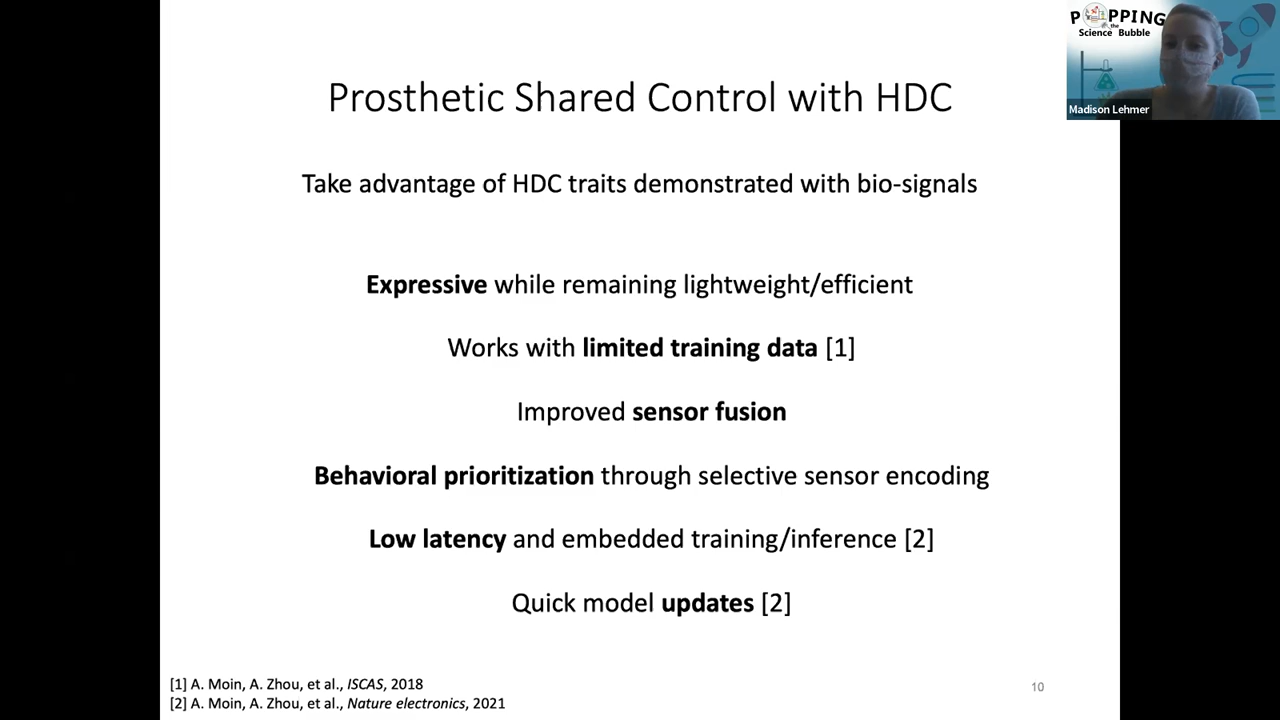 Prosthetic Shared Control with HDC
Take advantage of HDC traits demonstrated with bio-signals
Expressive while remaining lightweight/efficient
Works with limited training data [1]
Improved sensor fusion
Behavioral prioritization through selective sensor encoding
Low latency and embedded training/inference [2]
Quick model updates [2]
[1] A. Moin, A. Zhou, et al., ISCAS, 2018
[2] A. Moin, A. Zhou, et al., Nature electronics, 2021
10
POPPING
the
Science Bubble
Madison Lehmer